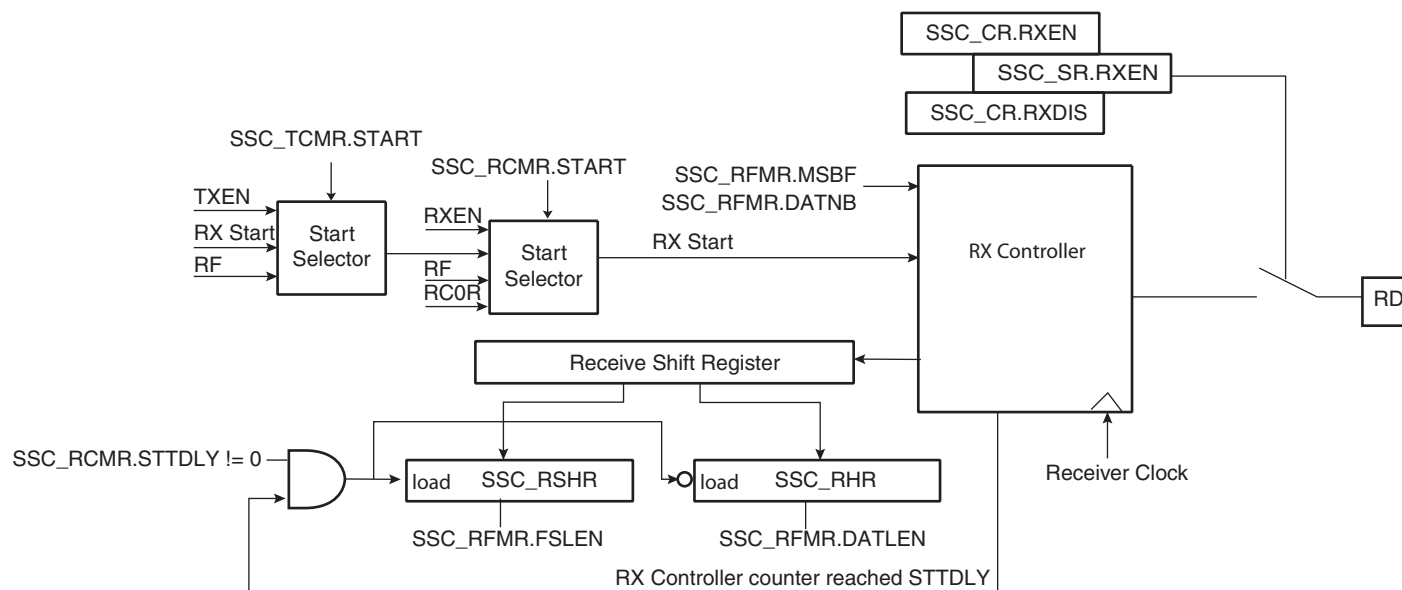 SSC_CR.RXEN
SSC_SR.RXEN
SSC_CR.RXDIS
SSC_TCMR.START
SSC_RCMR.START
SSC_RFMR.MSBF
SSC_RFMR.DATNB
TXEN
RX Start
RF
Start
Selector
RXEN
RF
RC0R
Start
Selector
RX Start
RX Controller
RD
Receive Shift Register
SSC_RCMR.STTDLY != 0
load SSC_RSHR
load SSC_RHR
Receiver Clock
SSC_RFMR.FSLEN
SSC_RFMR.DATLEN
RX Controller counter reached STTDLY